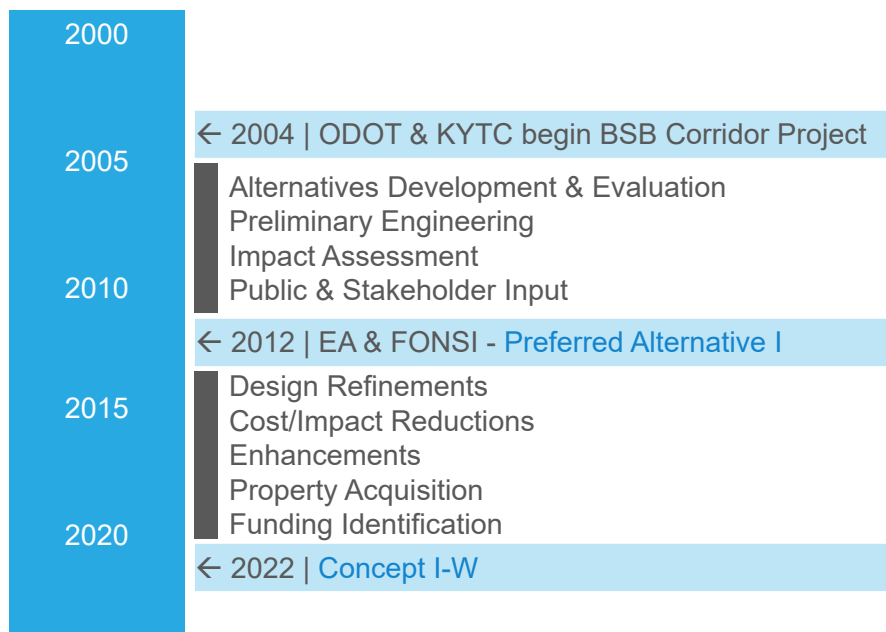 2000
← 2004 | ODOT & KYTC begin BSB Corridor Project
2005
Alternatives Development & Evaluation
Preliminary Engineering
Impact Assessment
Public & Stakeholder Input
2010
← 2012 | EA & FONSI - Preferred Alternative I
Design Refinements
2015
Cost/Impact Reductions
Enhancements
Property Acquisition
Funding Identification
2020
← 2022 | Concept I-W